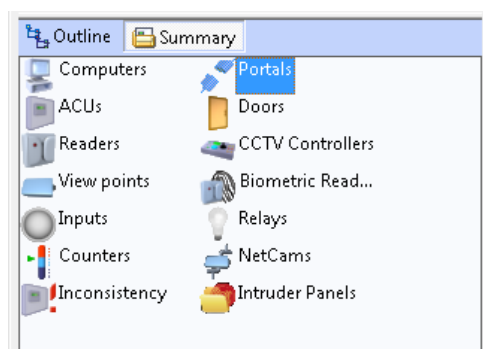 Outline Summary
Computers Portals
ACUs Doors
Readers CCTV Controllers
View points Biometric Read...
Inputs Relays
Counters NetCams
Inconsistency Intruder Panels